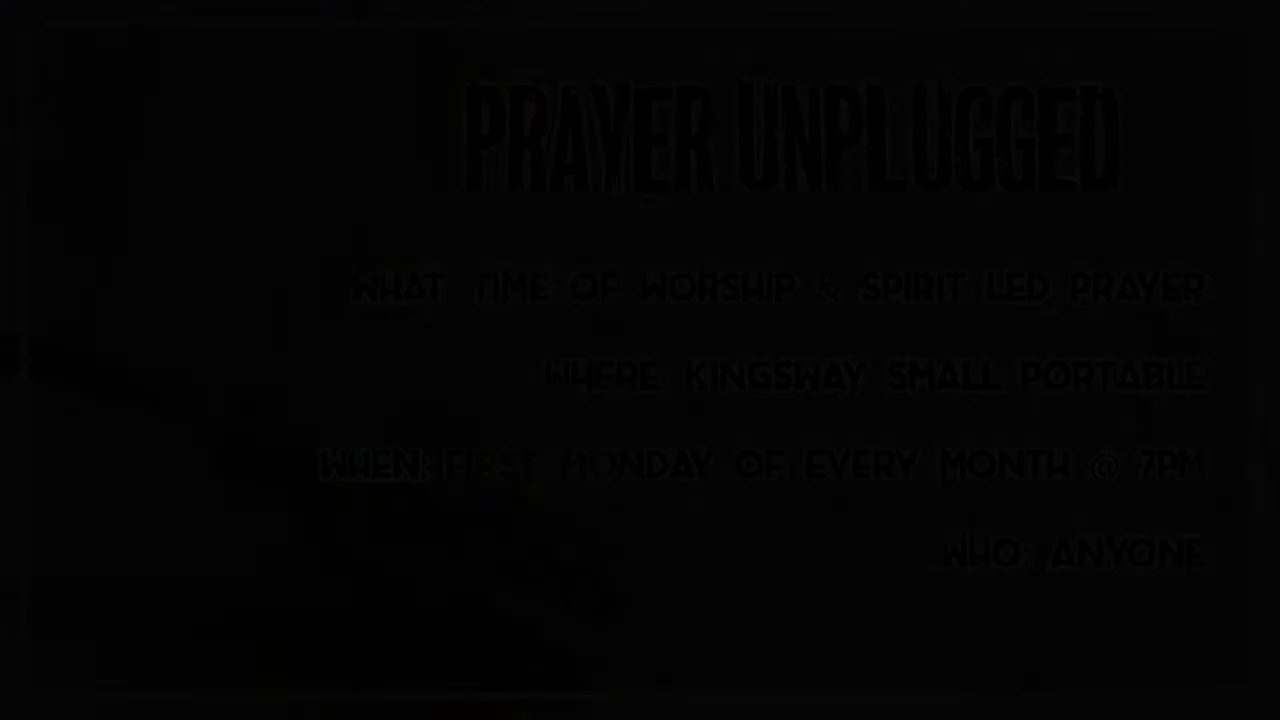 PRAYER UNPLUGGED
WHAT TIME OF WORSHIP & SPIRIT LED PRAYER
WHERE KINGSWAY SMALL PORTABLE
WHEN: FIRST MONDAY OF EVERY MONTH @ 7PM
WHO: ANYONE